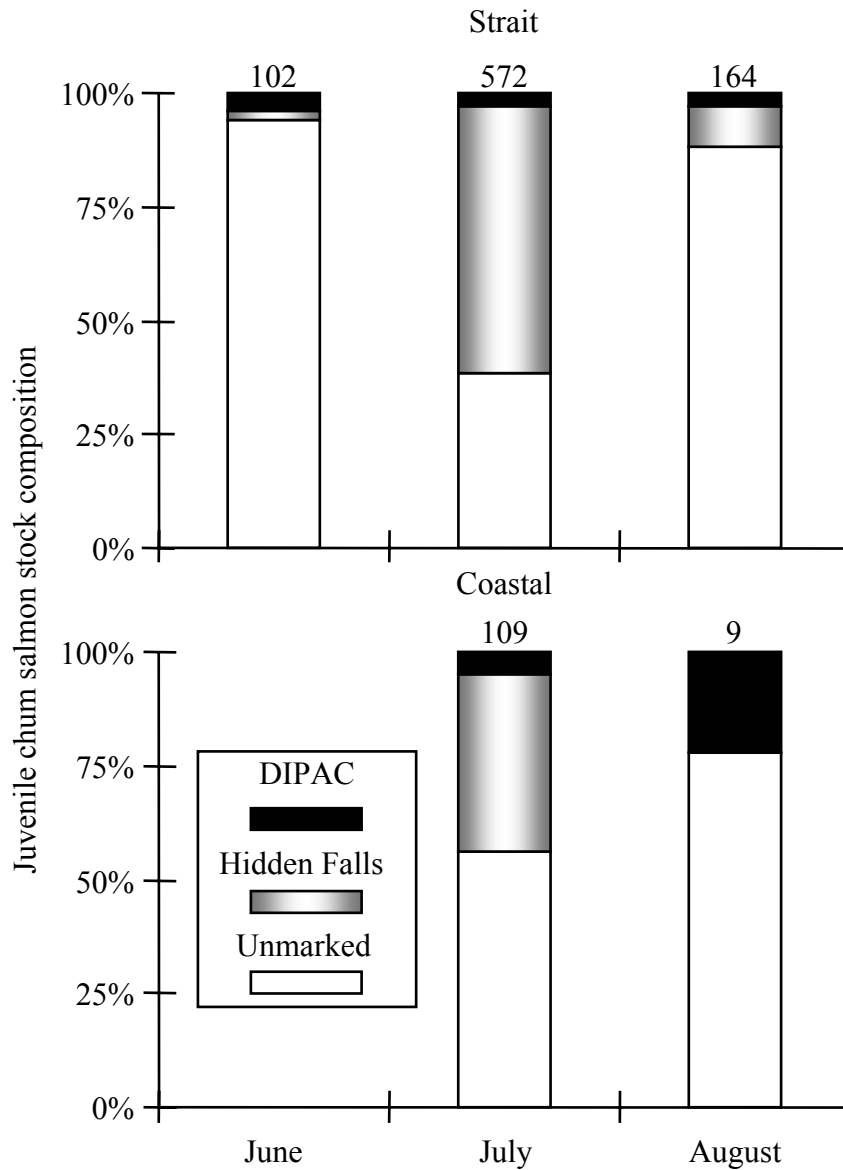 Strait
102 572 164
100%
75%
50%
25%
0%
Juvenile chum salmon stock composition
Coastal
109 9
100%
75%
50%
25%
0%
DIPAC
Hidden Falls
Unmarked
June July August